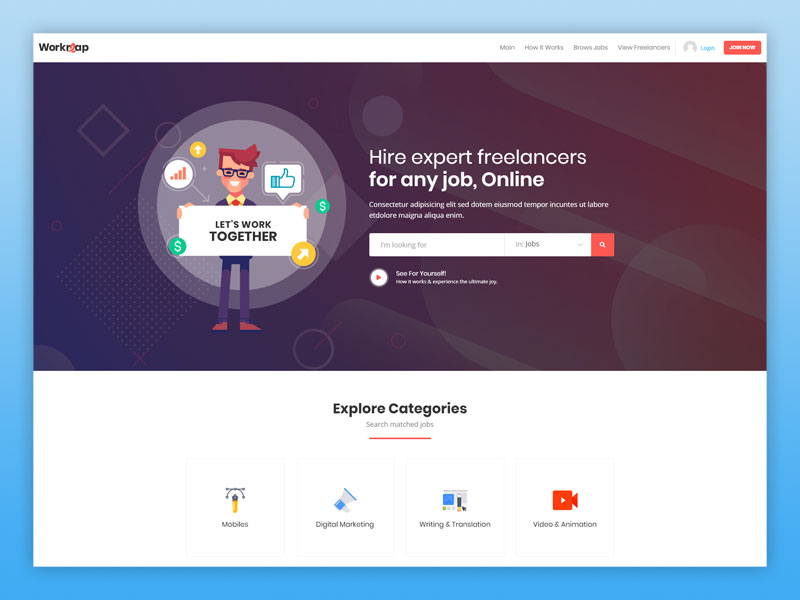 Workreap
Main How It Works Brows Jobs View Freelancers Login JOIN NOW
Hire expert freelancers
for any job, Online
Consectetur adipisicing elit sed dotem eiusmod tempor incuntes ut labore
etdolore maigna aliqua enim.
I'm looking for In: Jobs
See For Yourself!
How it works & experience the ultimate joy.
LET'S WORK
TOGETHER
$
$
Explore Categories
Search matched jobs
Mobiles Digital Marketing Writing & Translation Video & Animation